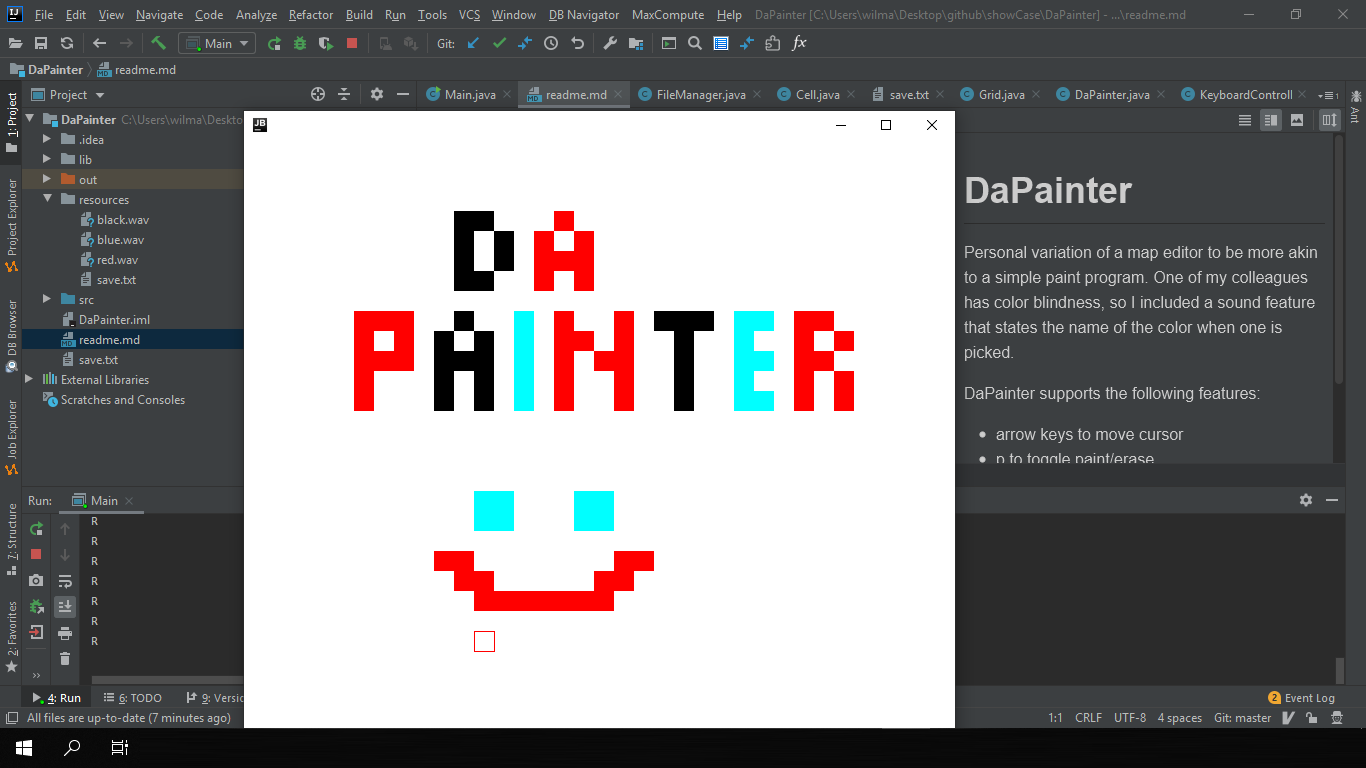 File Edit View Navigate Code Analyze Refactor Build Run Tools VCS Window DB Navigator MaxCompute Help DaPainter [C:\Users\wilma\Desktop\github\showCase\DaPainter] - ...\readme.md
Main Git:
DaPainter readme.md
Project
Main.java readme.md FileManager.java Cell.java save.txt Grid.java DaPainter.java KeyboardControll
DaPainter C:\Users\wilma\Deskto
.idea
lib
out
resources
black.wav
blue.wav
red.wav
save.txt
src
DaPainter.iml
readme.md
save.txt
External Libraries
Scratches and Consoles
1: Project
Project Explorer
DB Browser
Job Explorer
7: Structure
2: Favorites
JB
DA
PAINTER
Ant
DaPainter
Personal variation of a map editor to be more akin
to a simple paint program. One of my colleagues
has color blindness, so I included a sound feature
that states the name of the color when one is
picked.
DaPainter supports the following features:
• arrow keys to move cursor
• p to toggle paint/erase
Run: Main
R
R
R
R
R
R
R
4: Run 6: TODO 9: Versic
2 Event Log
All files are up-to-date (7 minutes ago)
1:1 CRLF UTF-8 4 spaces Git: master